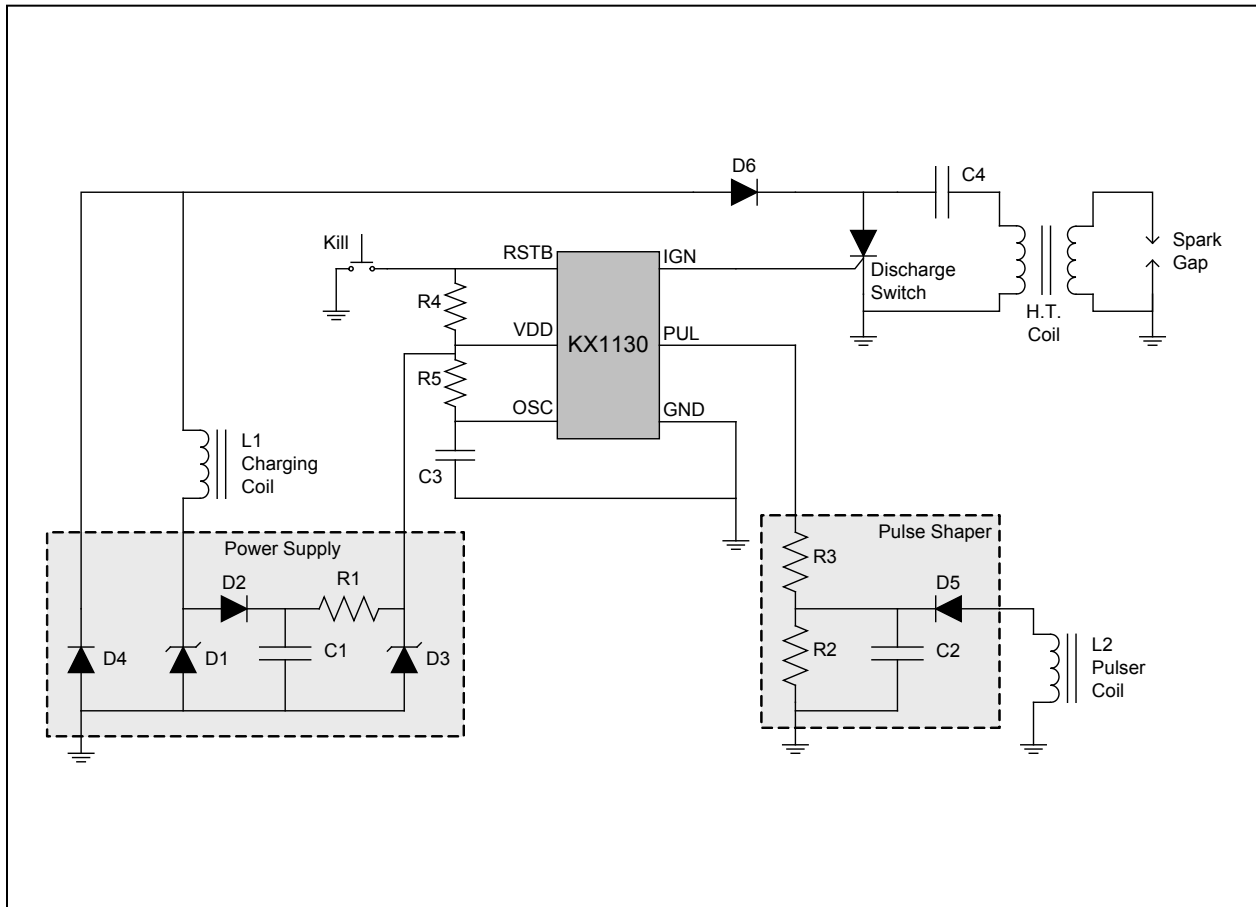 D6
C4
Kill
RSTB
IGN
Spark
Gap
Discharge
Switch
R4
H.T.
Coil
VDD
KX1130
PUL
R5
OSC
GND
L1
Charging
Coil
C3
Power Supply
Pulse Shaper
R3
D2
R1
D5
D4
D1
C1
D3
R2
C2
L2
Pulser
Coil